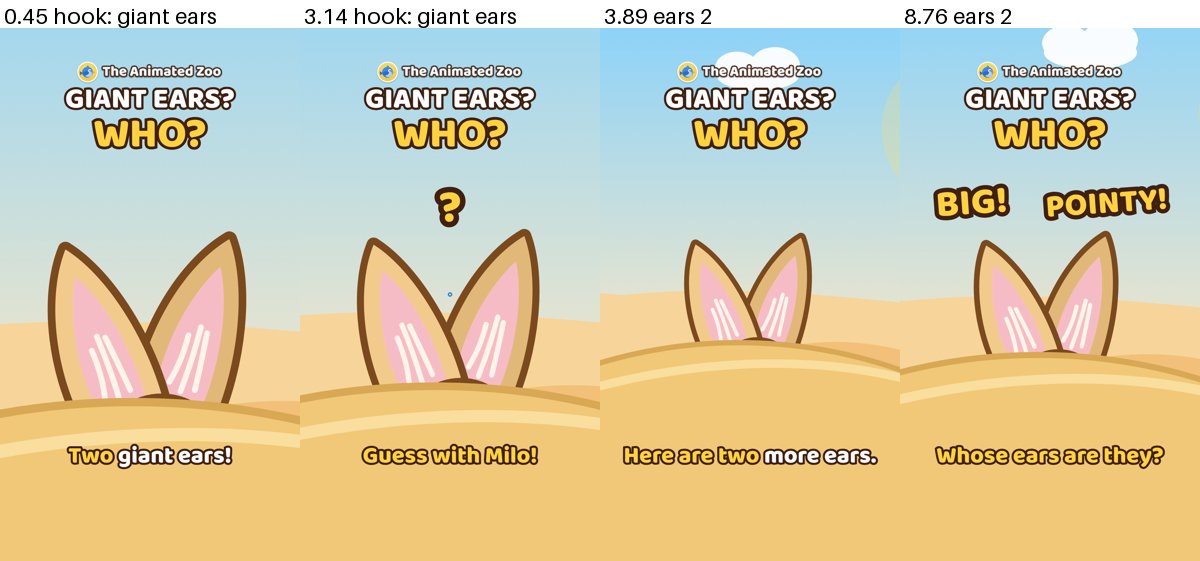 0.45 hook: giant ears
The Animated Zoo
GIANT EARS?
WHO?
Two giant ears!
3.14 hook: giant ears
The Animated Zoo
GIANT EARS?
WHO?
?
Guess with Milo!
3.89 ears 2
The Animated Zoo
GIANT EARS?
WHO?
Here are two more ears.
8.76 ears 2
The Animated Zoo
GIANT EARS?
WHO?
BIG! POINTY!
Whose ears are they?